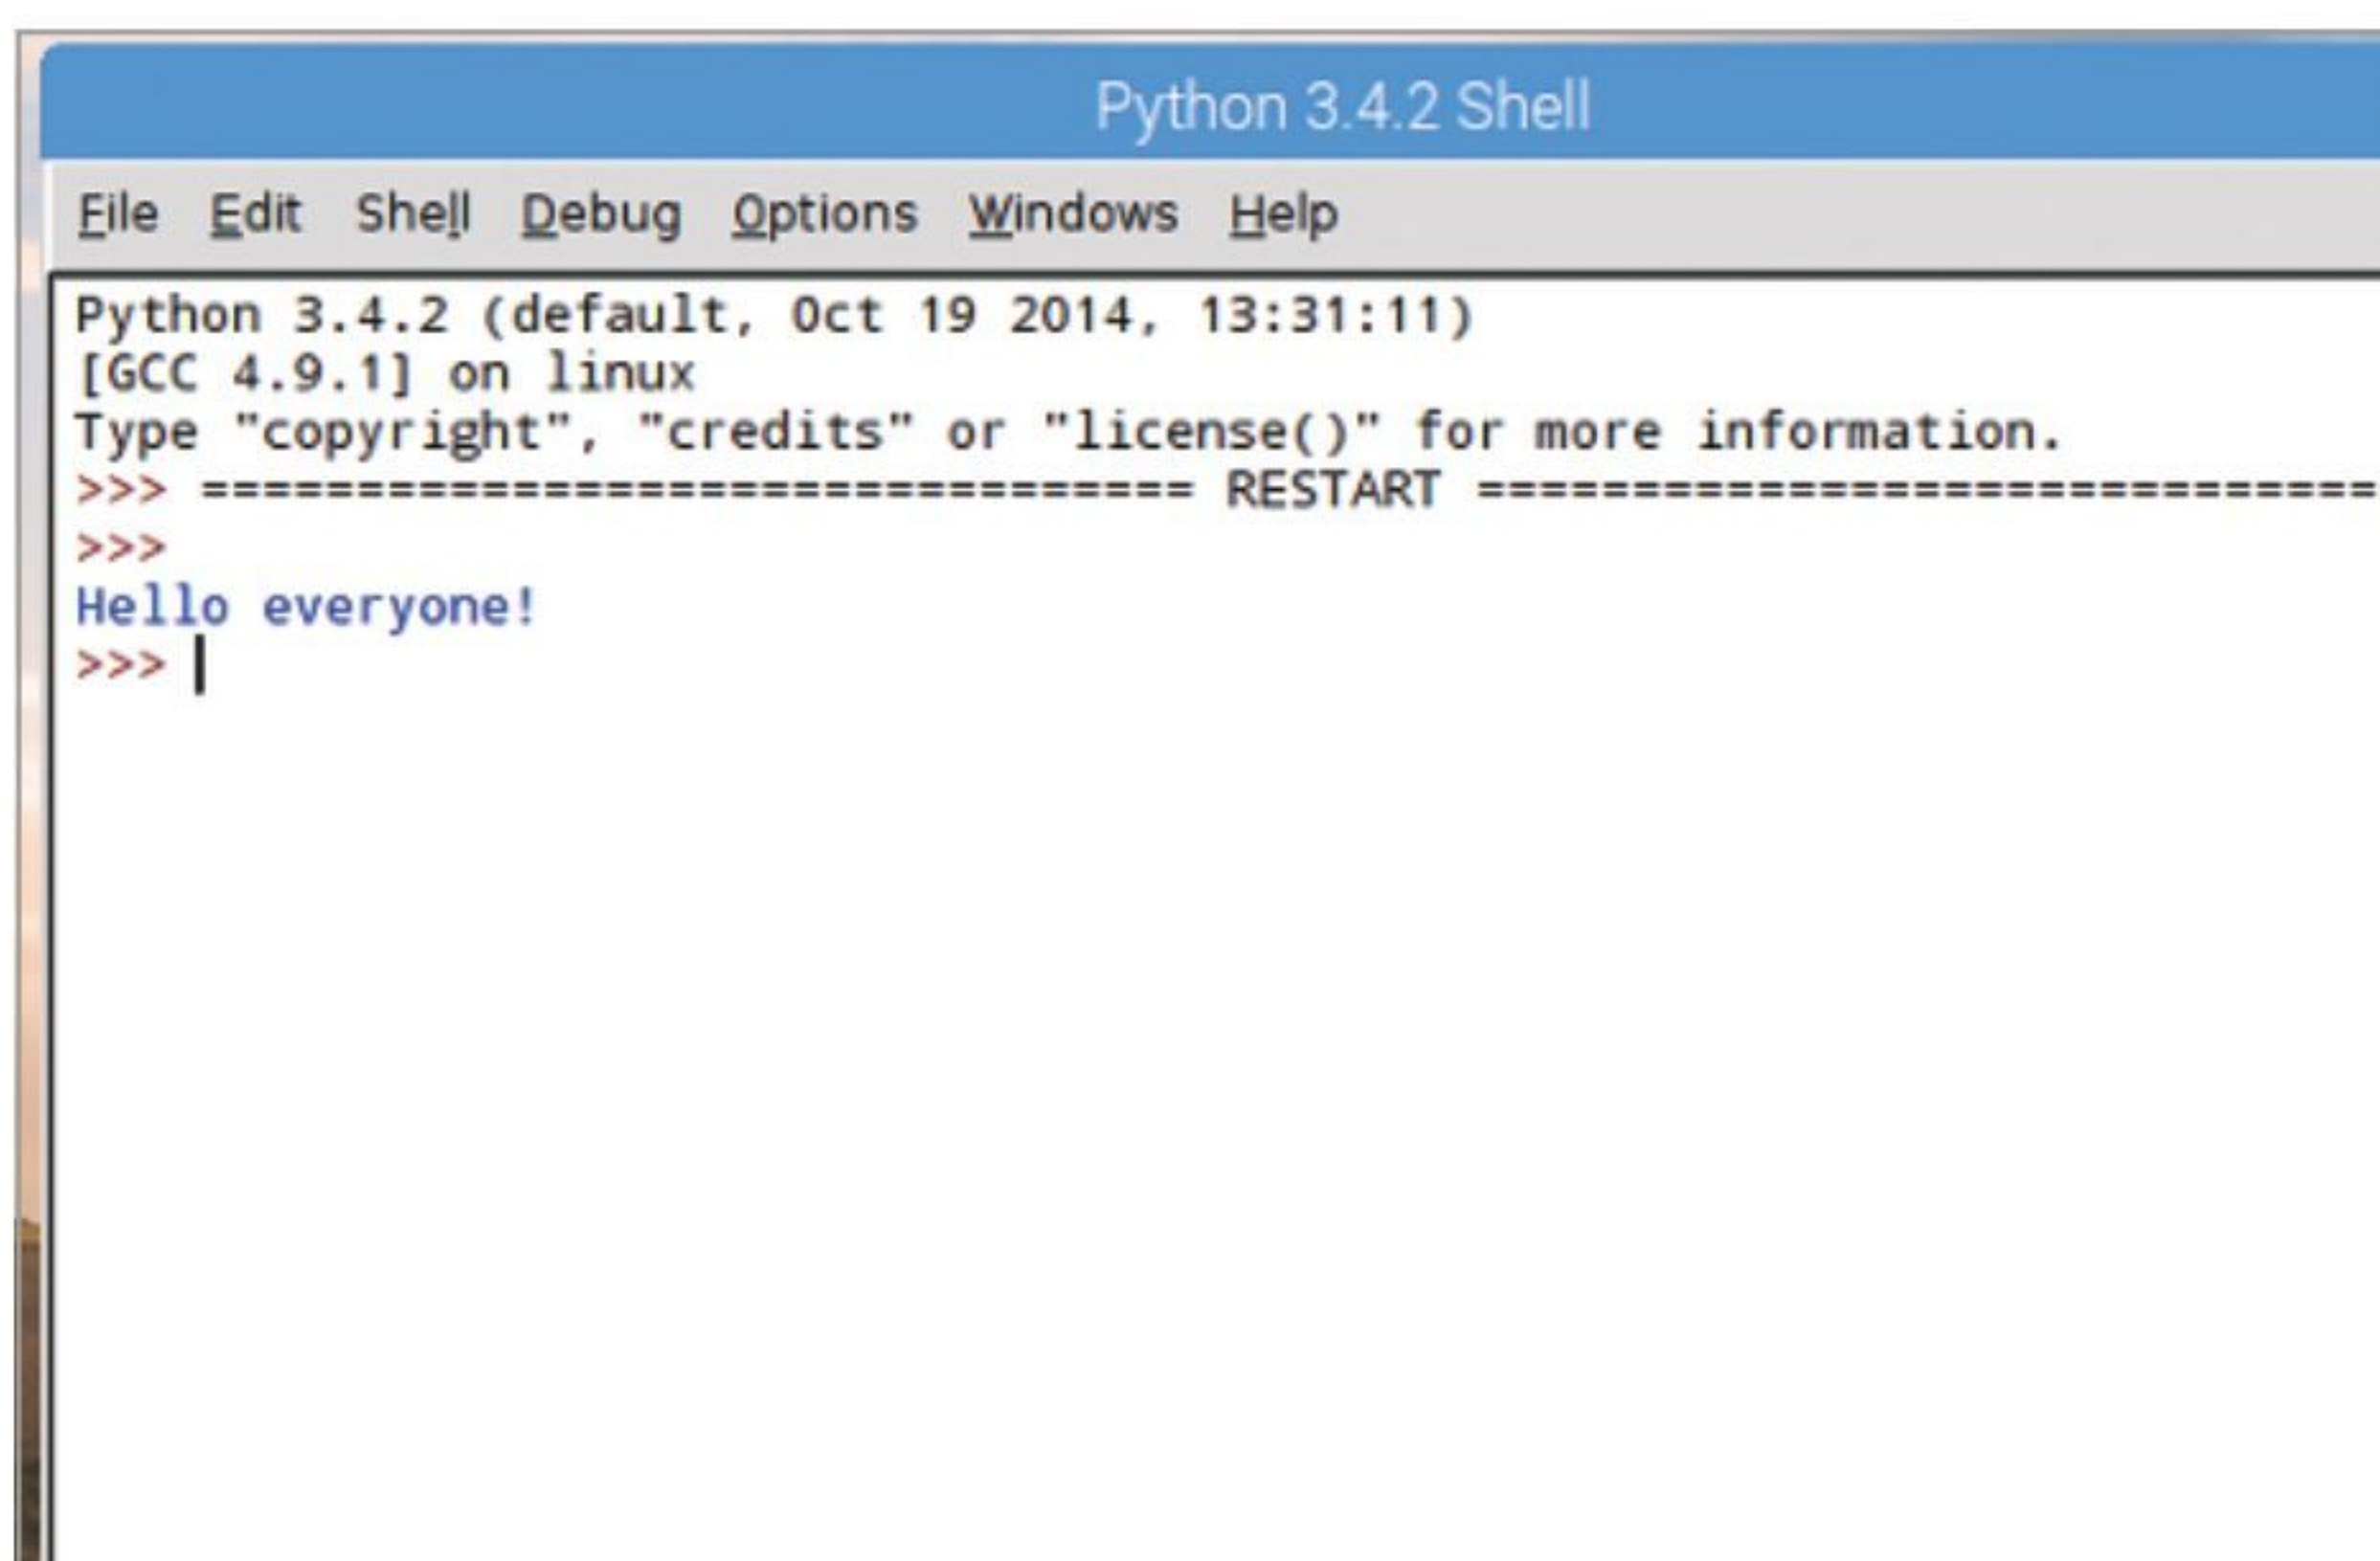 Python 3.4.2 Shell
File Edit Shell Debug Options Windows Help
Python 3.4.2 (default, Oct 19 2014, 13:31:11)
[GCC 4.9.1] on linux
Type "copyright", "credits" or "license()" for more information.
>>> ================================ RESTART =============================
>>>
Hello everyone!
>>>